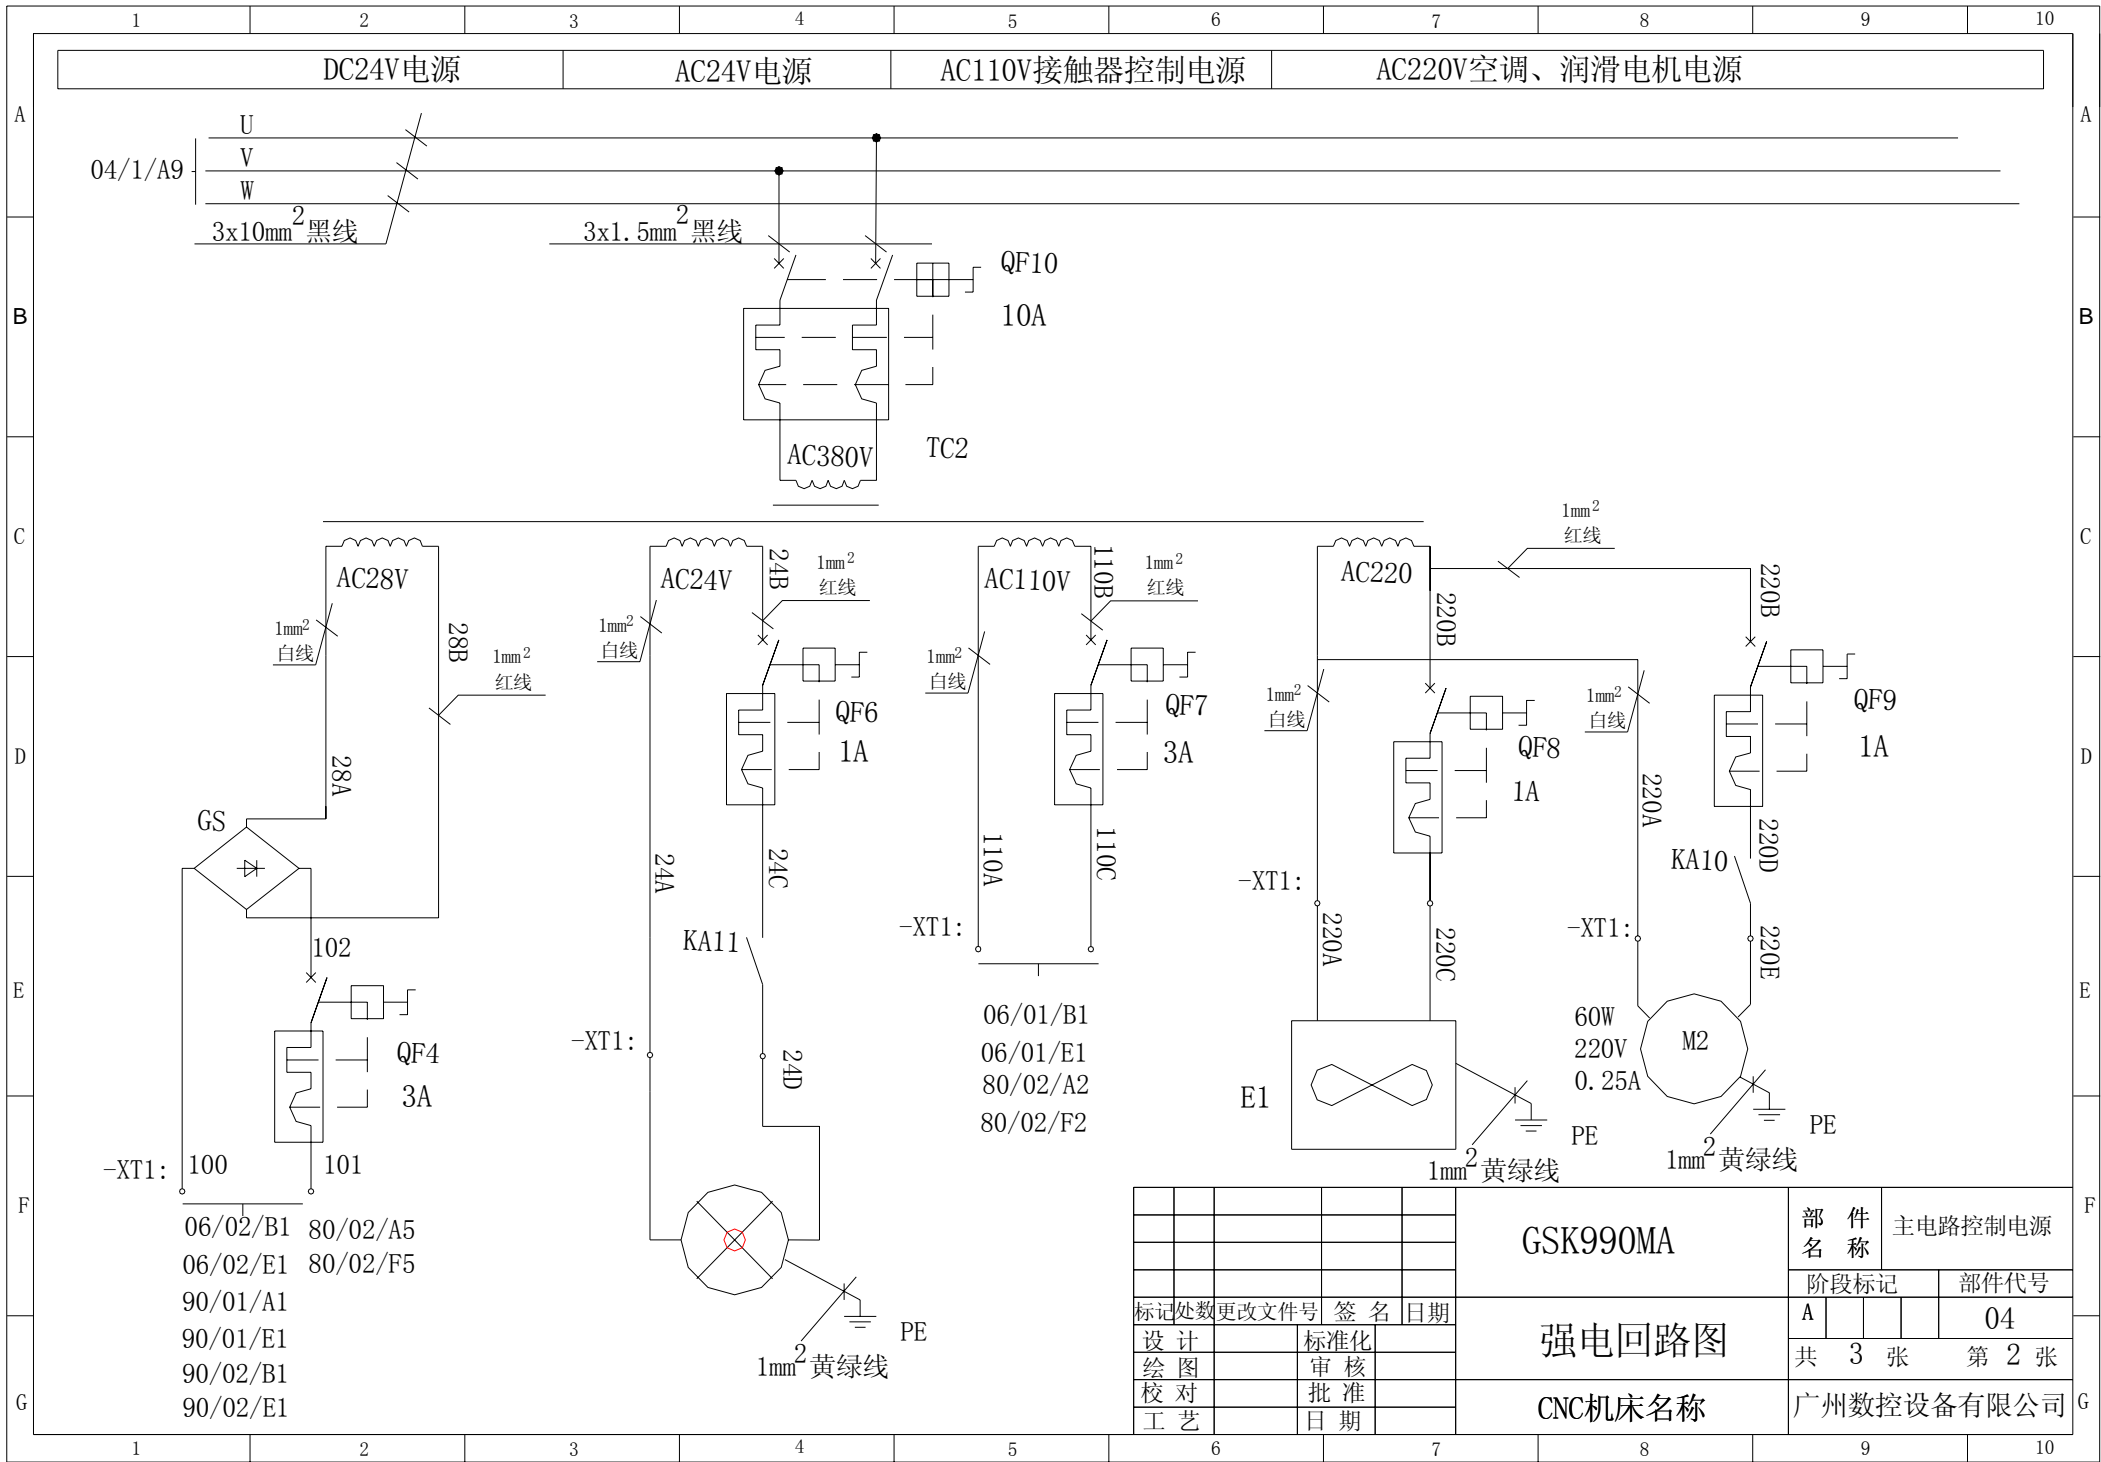 1 2 3 4 5 6 7 8 9 10
DC24V电源 AC24V电源 AC110V接触器控制电源 AC220V空调、润滑电机电源
A A
U
V
W
04/1/A9
3x10mm²黑线
3x1.5mm²黑线
QF10
10A
B B
TC2
AC380V
C C
AC28V
AC24V
AC110V
AC220
1mm²
白线
28B
1mm²
红线
28A
24B
1mm²
红线
1mm²
白线
QF6
1A
24A
24C
110B
1mm²
红线
1mm²
白线
QF7
3A
110A
110C
1mm²
红线
220B
220B
1mm²
白线
QF8
1A
1mm²
白线
220A
QF9
1A
220D
D D
GS
102
QF4
3A
-XT1: 100 101
06/02/B1 80/02/A5
06/02/E1 80/02/F5
90/01/A1
90/01/E1
90/02/B1
90/02/E1
KA11
-XT1:
24D
PE
1mm²黄绿线
-XT1:
06/01/B1
06/01/E1
80/02/A2
80/02/F2
-XT1:
220A
220C
E1
PE
1mm²黄绿线
KA10
-XT1:
220E
60W
220V
0.25A
M2
PE
1mm²黄绿线
E E
F F
G G
GSK990MA
部件
名称
主电路控制电源
阶段标记 部件代号
A 04
共 3 张 第 2 张
标记 处数 更改文件号 签名 日期
设计 标准化
绘图 审核
校对 批准
工艺 日期
强电回路图
CNC机床名称
广州数控设备有限公司
1 2 3 4 5 6 7 8 9 10